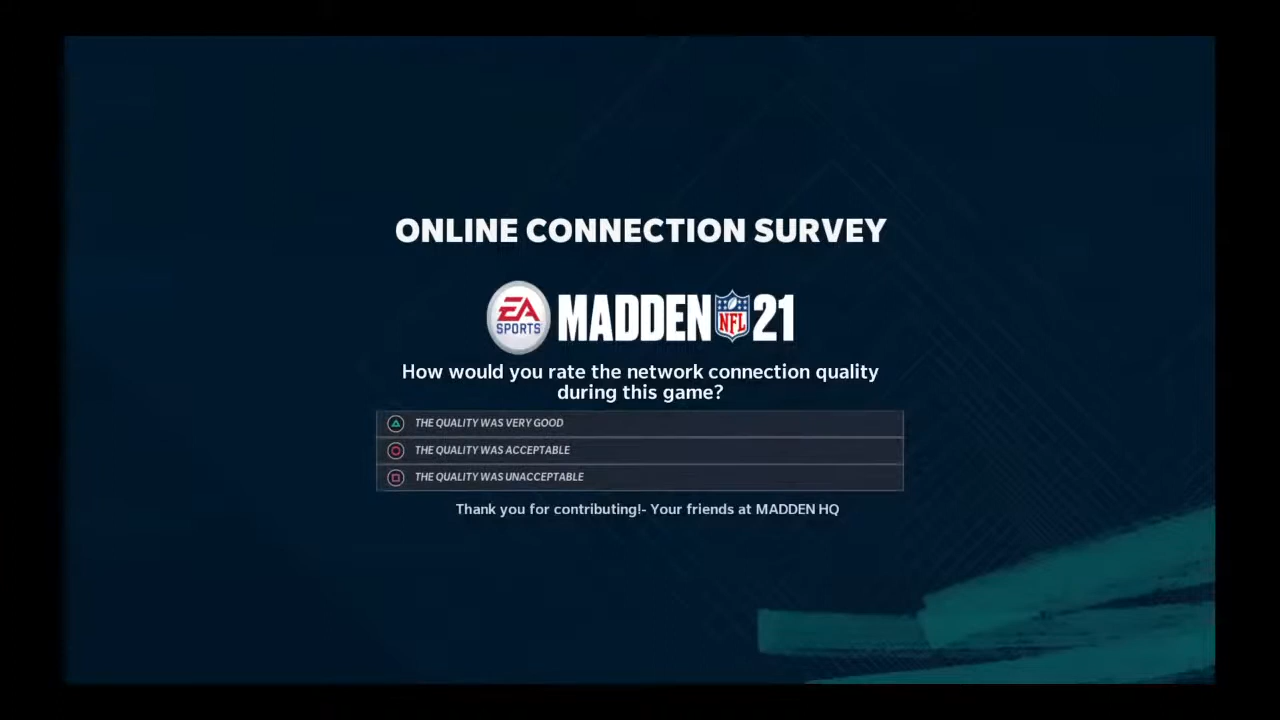 ONLINE CONNECTION SURVEY
EA SPORTS MADDEN NFL 21
How would you rate the network connection quality
during this game?
THE QUALITY WAS VERY GOOD
THE QUALITY WAS ACCEPTABLE
THE QUALITY WAS UNACCEPTABLE
Thank you for contributing!- Your friends at MADDEN HQ